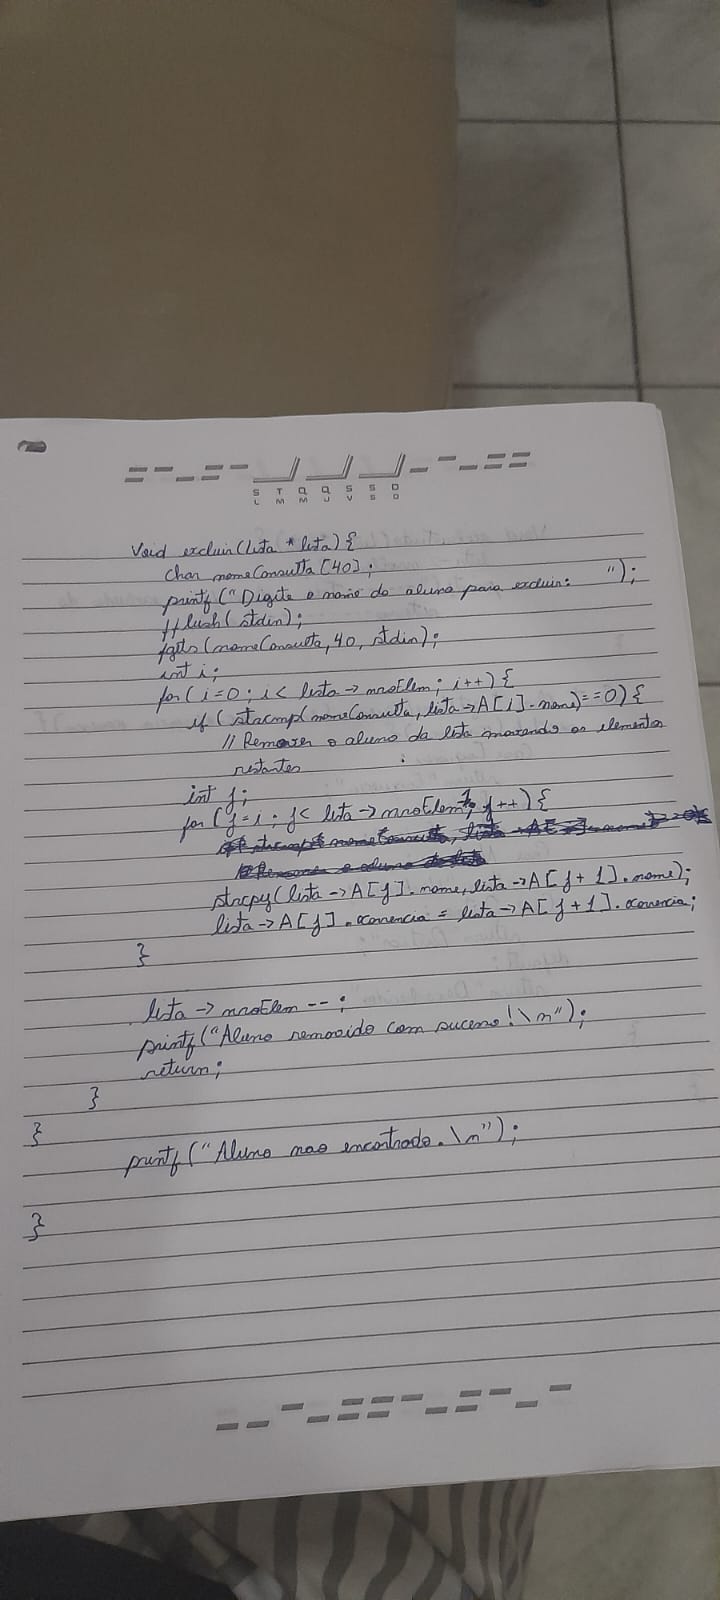 S T Q Q S S D
L M M J V S D
Void excluir(lista *lista){
char nomeConsulta[40];
printf("Digite o nome do aluno para excluir: ");
fflush(stdin);
fgets(nomeConsulta,40, stdin);
int i;
for(i=0; i< lista->nroElem; i++){
if (strcmp(nomeConsulta, lista->A[i].nome)==0){
// Remover o aluno da lista movendo os elementos
restantes
int j;
for(j=i; j< lista->nroElem-1; j++){
strcpy(lista->A[j].nome, lista->A[j+1].nome);
lista->A[j].ocorrencia = lista->A[j+1].ocorrencia;
}
lista->nroElem--;
printf("Aluno removido com sucesso!\n");
return;
}
}
printf("Aluno nao encontrado.\n");
}